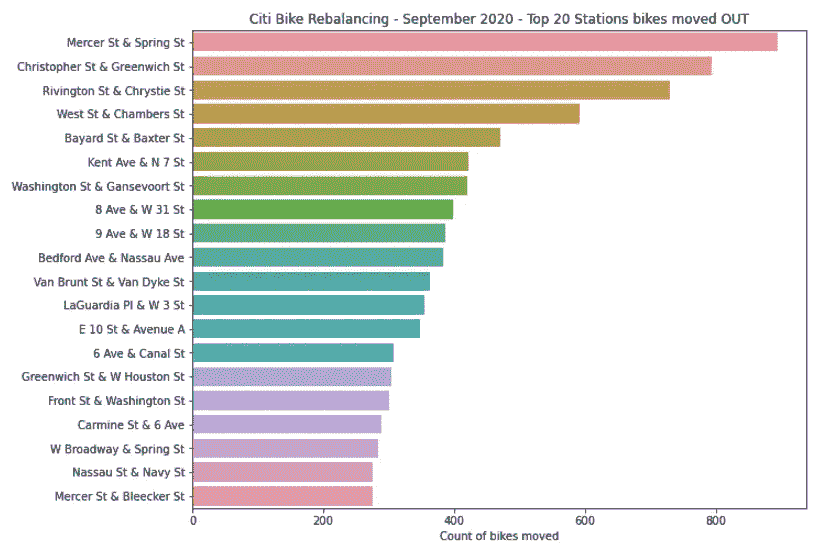 Citi Bike Rebalancing - September 2020 - Top 20 Stations bikes moved OUT
Mercer St & Spring St
Christopher St & Greenwich St
Rivington St & Chrystie St
West St & Chambers St
Bayard St & Baxter St
Kent Ave & N 7 St
Washington St & Gansevoort St
8 Ave & W 31 St
9 Ave & W 18 St
Bedford Ave & Nassau Ave
Van Brunt St & Van Dyke St
LaGuardia Pl & W 3 St
E 10 St & Avenue A
6 Ave & Canal St
Greenwich St & W Houston St
Front St & Washington St
Carmine St & 6 Ave
W Broadway & Spring St
Nassau St & Navy St
Mercer St & Bleecker St
0 200 400 600 800
Count of bikes moved